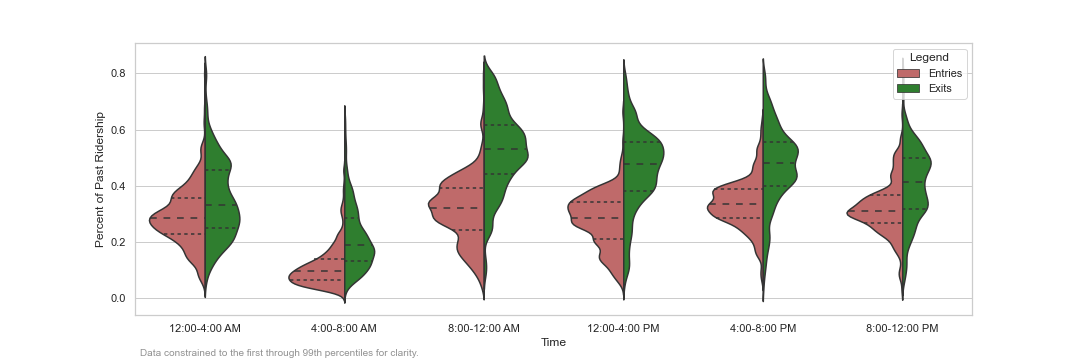 Legend
Entries
Exits
Percent of Past Ridership
0.8
0.6
0.4
0.2
0.0
12:00-4:00 AM
4:00-8:00 AM
8:00-12:00 AM
12:00-4:00 PM
4:00-8:00 PM
8:00-12:00 PM
Time
Data constrained to the first through 99th percentiles for clarity.